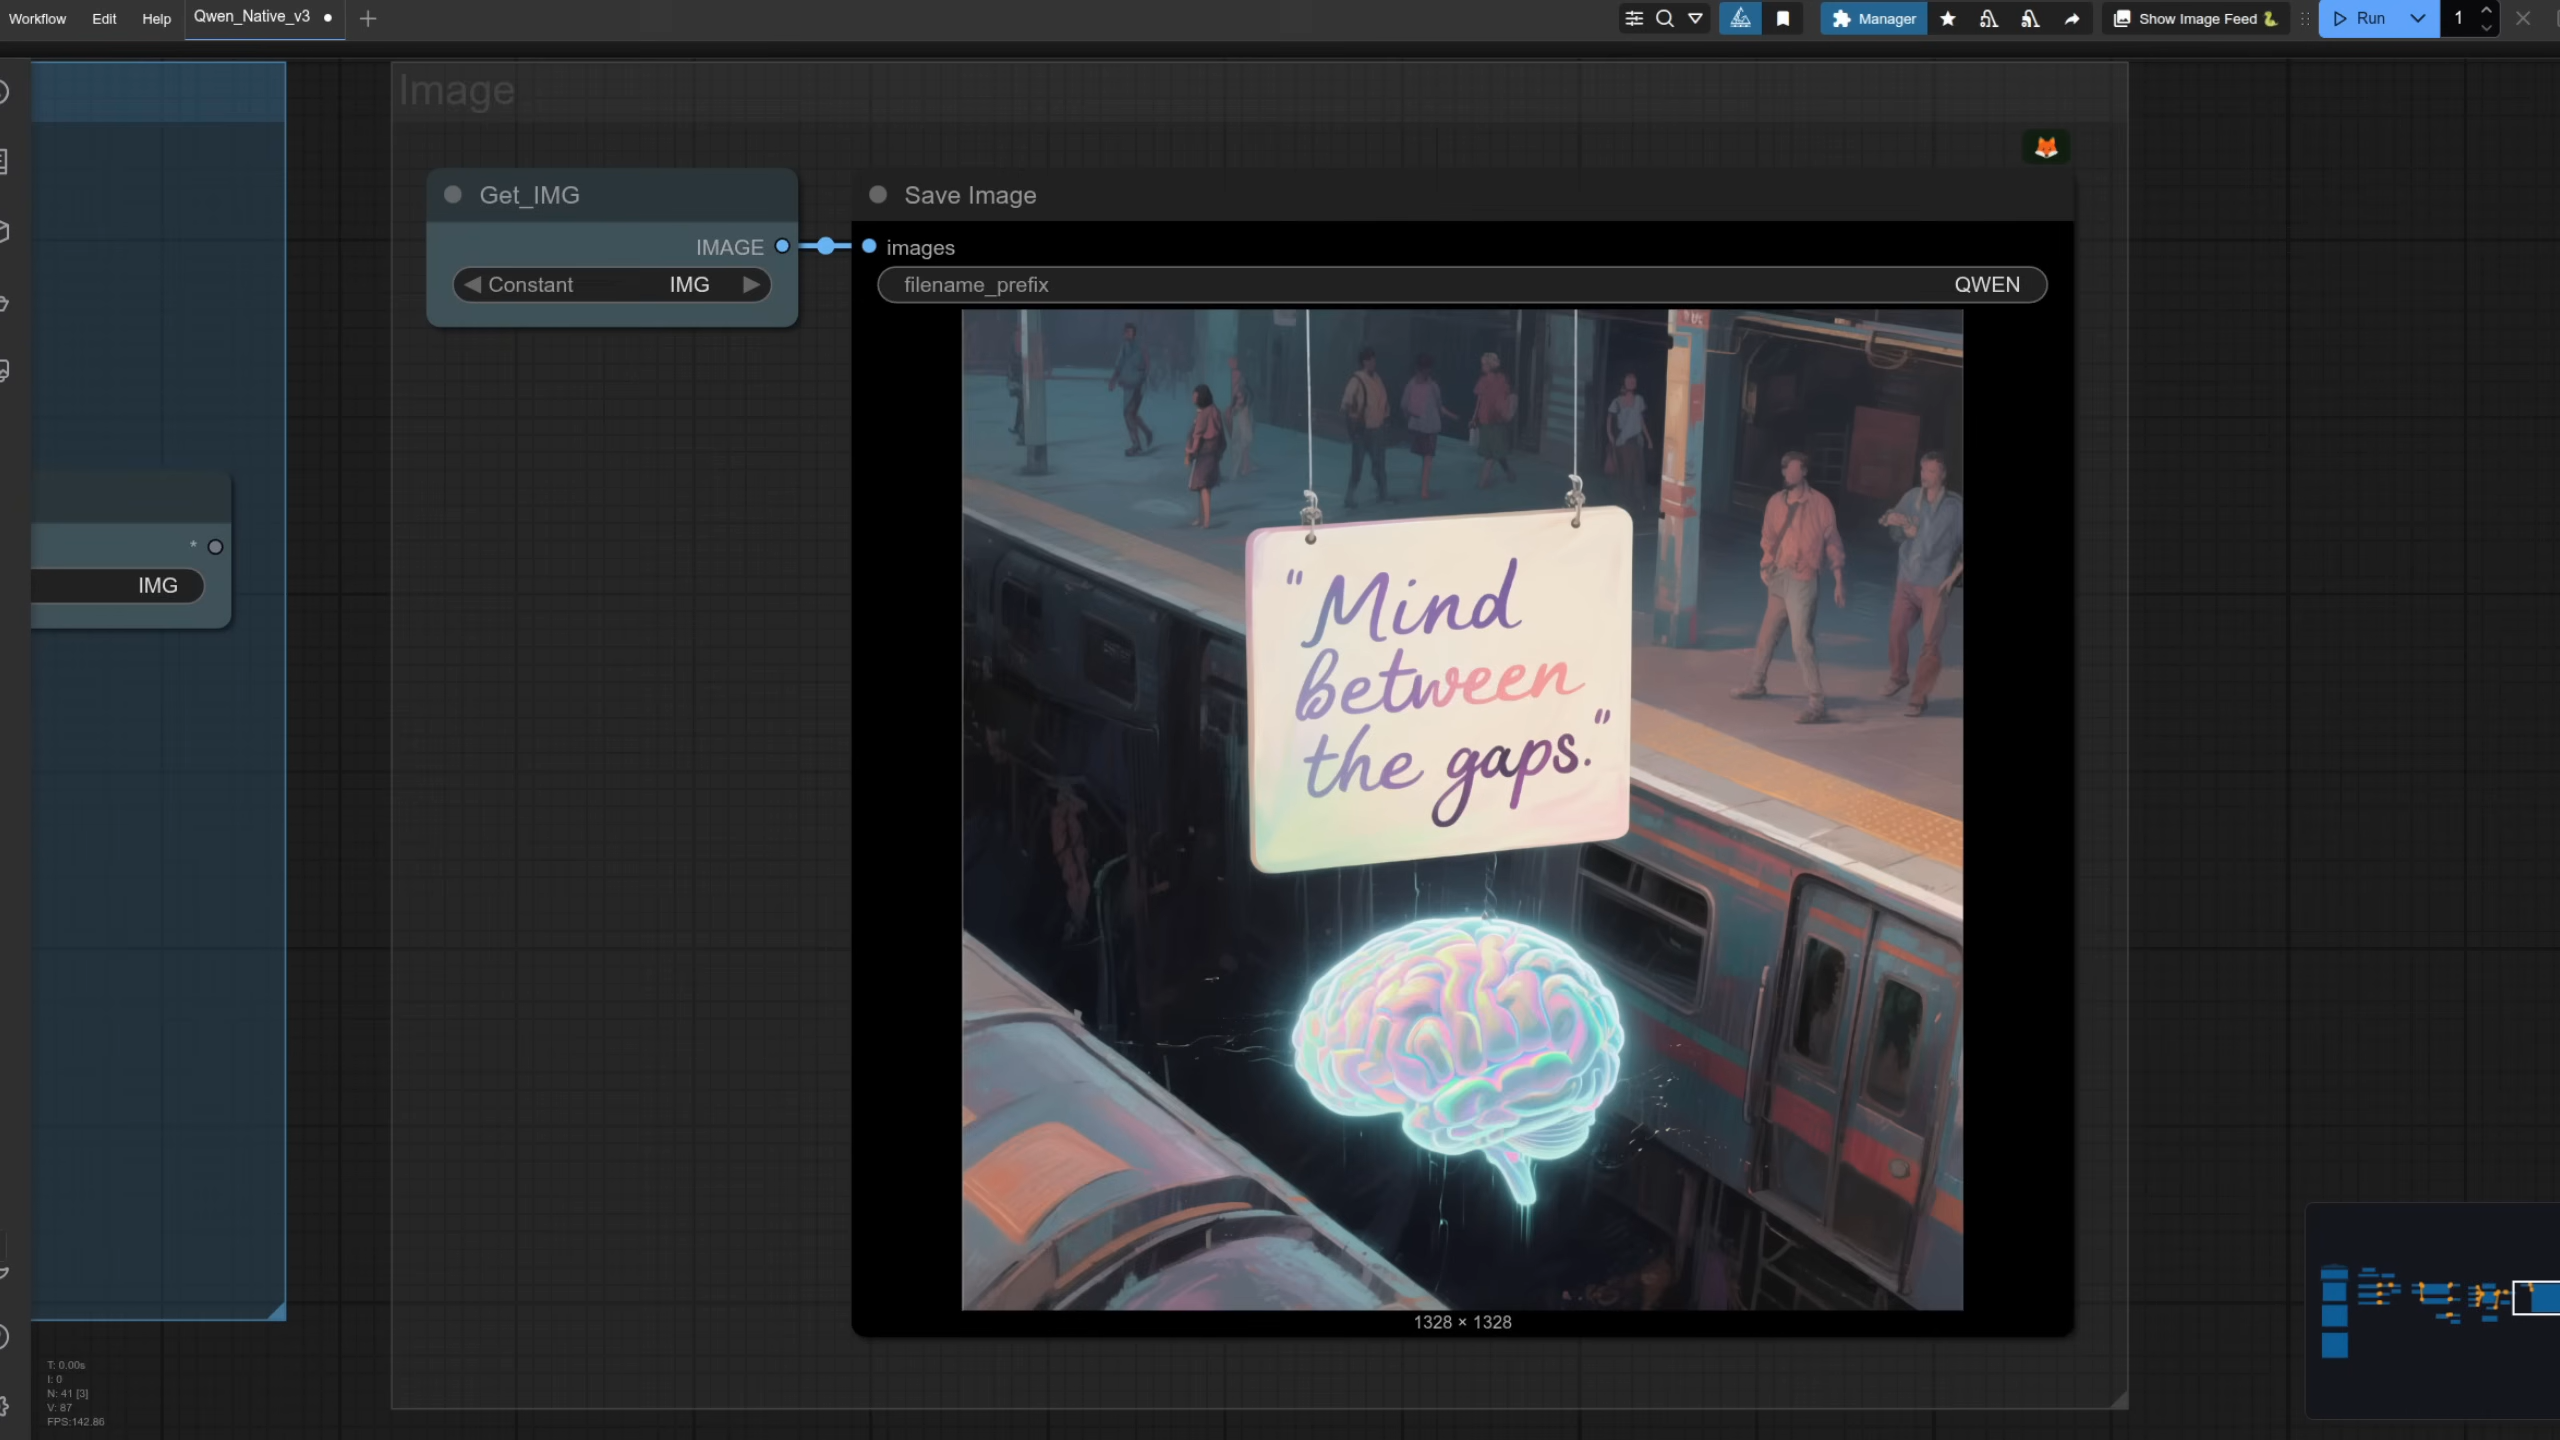 Workflow Edit Help Qwen_Native_v3
Manager Show Image Feed Run 1
Image
Get_IMG
IMAGE
Constant IMG
Save Image
images
filename_prefix QWEN
* 
IMG
"Mind
between
the gaps."
1328 × 1328
T: 0.00s
I: 0
N: 41 [3]
V: 87
FPS:142.86